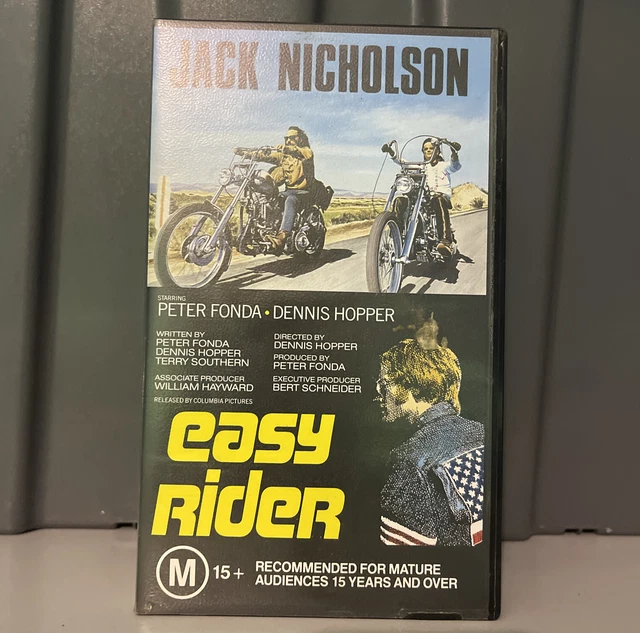 JACK NICHOLSON
STARRING
PETER FONDA • DENNIS HOPPER
WRITTEN BY
PETER FONDA
DENNIS HOPPER
TERRY SOUTHERN
DIRECTED BY
DENNIS HOPPER
PRODUCED BY
PETER FONDA
ASSOCIATE PRODUCER
WILLIAM HAYWARD
EXECUTIVE PRODUCER
BERT SCHNEIDER
RELEASED BY COLUMBIA PICTURES
easy
RideR
M 15+
RECOMMENDED FOR MATURE
AUDIENCES 15 YEARS AND OVER